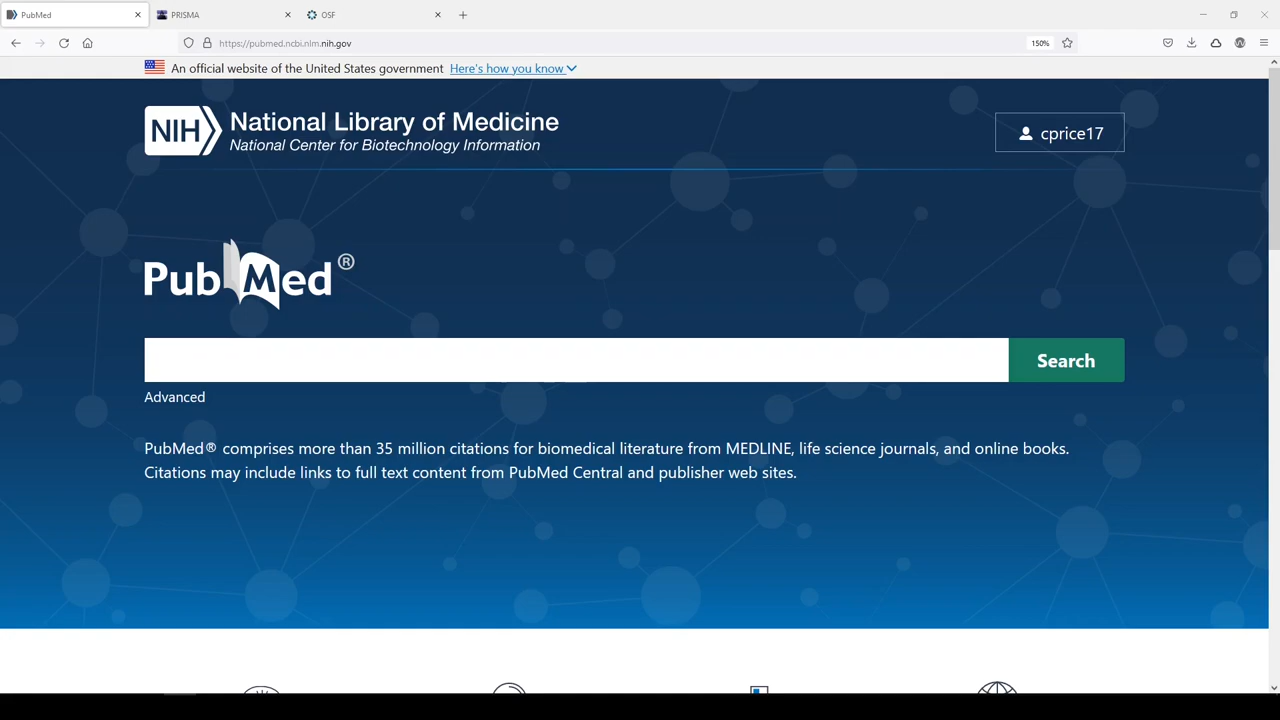 PubMed
PRISMA
OSF
https://pubmed.ncbi.nlm.nih.gov
150%
An official website of the United States government Here's how you know
NIH National Library of Medicine
National Center for Biotechnology Information
cprice17
PubMed®
Search
Advanced
PubMed® comprises more than 35 million citations for biomedical literature from MEDLINE, life science journals, and online books.
Citations may include links to full text content from PubMed Central and publisher web sites.